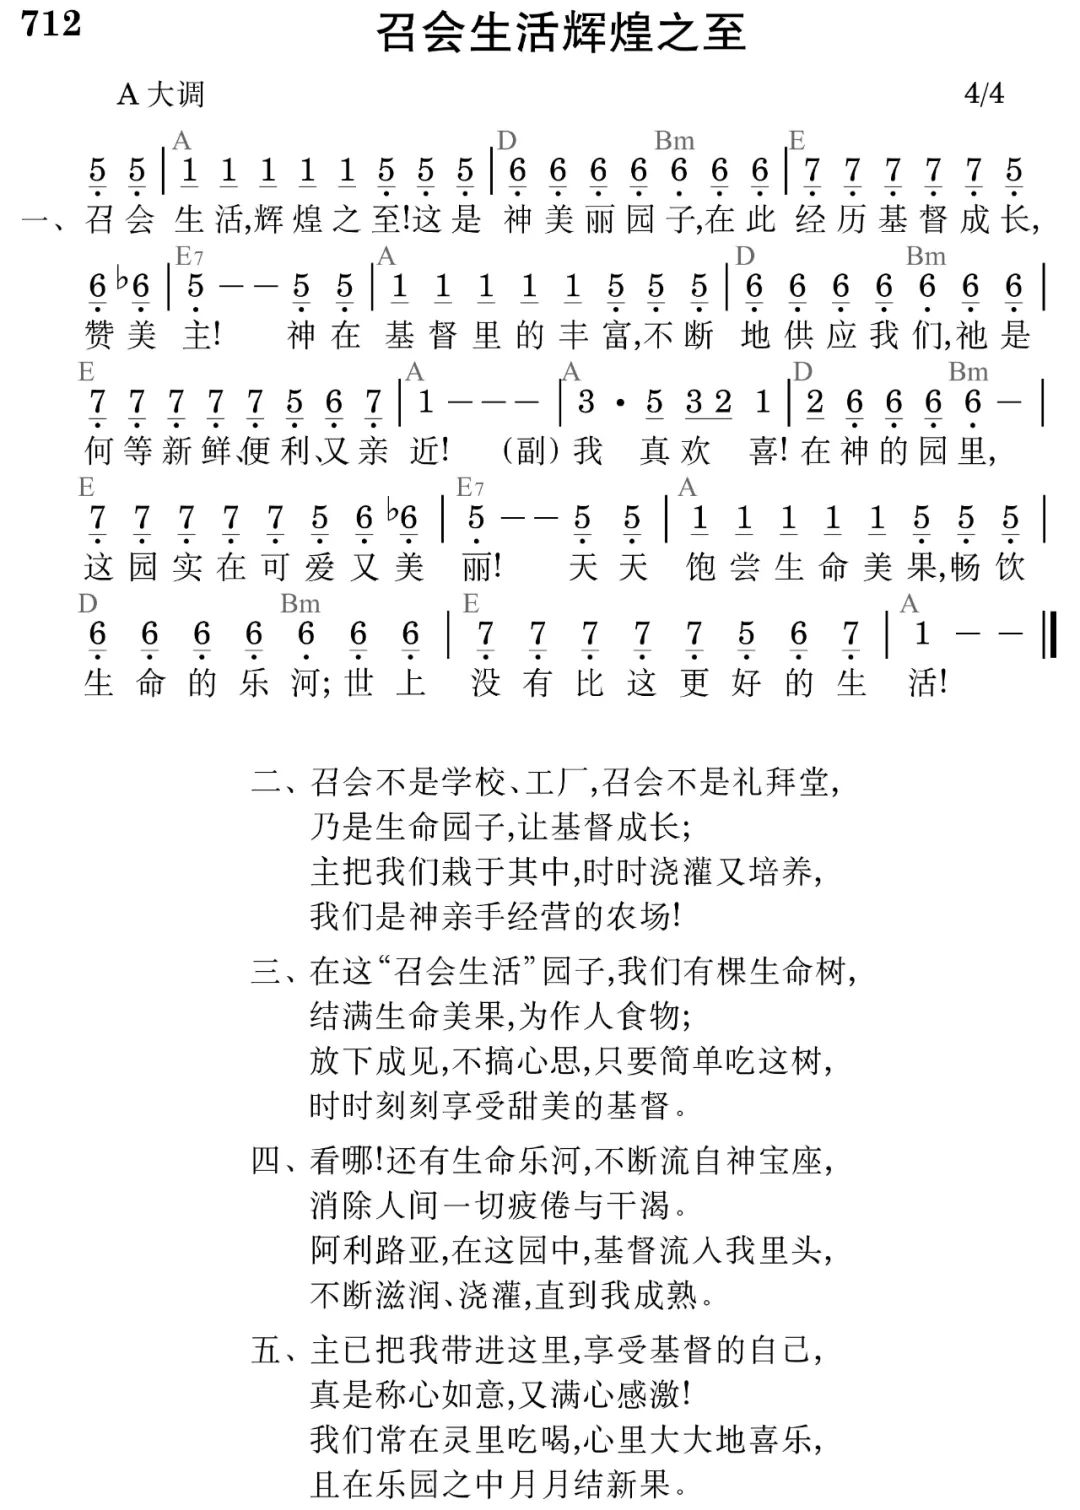 712
召会生活辉煌之至
A 大调 4/4
A D Bm E
5 5 | 1 1 1 1 1 5 5 5 | 6 6 6 6 6 6 6 | 7 7 7 7 7 5
一、召会 生活,辉煌之至!这是 神美丽园子,在此 经历基督成长,
E7 A D Bm
6 ♭6 | 5 – – 5 5 | 1 1 1 1 1 5 5 5 | 6 6 6 6 6 6 6 |
赞美 主! 神在 基督里的丰富,不断 地供应我们,祂是
E A A D Bm
7 7 7 7 7 5 6 7 | 1 – – – | 3 · 5 3 2 1 | 2 6 6 6 6 – |
何等新鲜、便利、又亲 近! (副)我 真欢 喜!在神的园里,
E E7 A
7 7 7 7 7 5 6 ♭6 | 5 – – 5 5 | 1 1 1 1 1 5 5 5 |
这园实在可爱又美 丽! 天天 饱尝生命美果,畅饮
D Bm E A
6 6 6 6 6 6 6 | 7 7 7 7 7 5 6 7 | 1 – – ‖
生命的乐河;世上 没有比这更好的生 活!
二、召会不是学校、工厂,召会不是礼拜堂,
乃是生命园子,让基督成长;
主把我们栽于其中,时时浇灌又培养,
我们是神亲手经营的农场!
三、在这“召会生活”园子,我们有棵生命树,
结满生命美果,为作人食物;
放下成见,不搞心思,只要简单吃这树,
时时刻刻享受甜美的基督。
四、看哪!还有生命乐河,不断流自神宝座,
消除人间一切疲倦与干渴。
阿利路亚,在这园中,基督流入我里头,
不断滋润、浇灌,直到我成熟。
五、主已把我带进这里,享受基督的自己,
真是称心如意,又满心感激!
我们常在灵里吃喝,心里大大地喜乐,
且在乐园之中月月结新果。